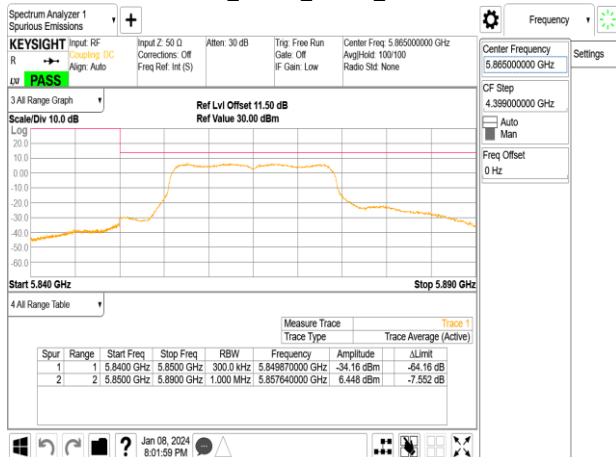 Spectrum Analyzer 1
Spurious Emissions
Frequency
KEYSIGHT
R
LXI
PASS
Input: RF
Coupling: DC
Align: Auto
Input Z: 50 Ω
Corrections: Off
Freq Ref: Int (S)
Atten: 30 dB
Trig: Free Run
Gate: Off
IF Gain: Low
Center Freq: 5.865000000 GHz
Avg|Hold: 100/100
Radio Std: None
Center Frequency
5.865000000 GHz
Settings
CF Step
4.399000000 GHz
Auto
Man
Freq Offset
0 Hz
3 All Range Graph
Scale/Div 10.0 dB
Ref Lvl Offset 11.50 dB
Ref Value 30.00 dBm
Log
20.0
10.0
0.00
-10.0
-20.0
-30.0
-40.0
-50.0
-60.0
Start 5.840 GHz
Stop 5.890 GHz
4 All Range Table
Measure Trace Trace 1
Trace Type Trace Average (Active)
Spur Range Start Freq Stop Freq RBW Frequency Amplitude ΔLimit
1 1 5.8400 GHz 5.8500 GHz 300.0 kHz 5.849870000 GHz -34.16 dBm -64.16 dB
2 2 5.8500 GHz 5.8900 GHz 1.000 MHz 5.857640000 GHz 6.448 dBm -7.552 dB
Jan 08, 2024
8:01:59 PM